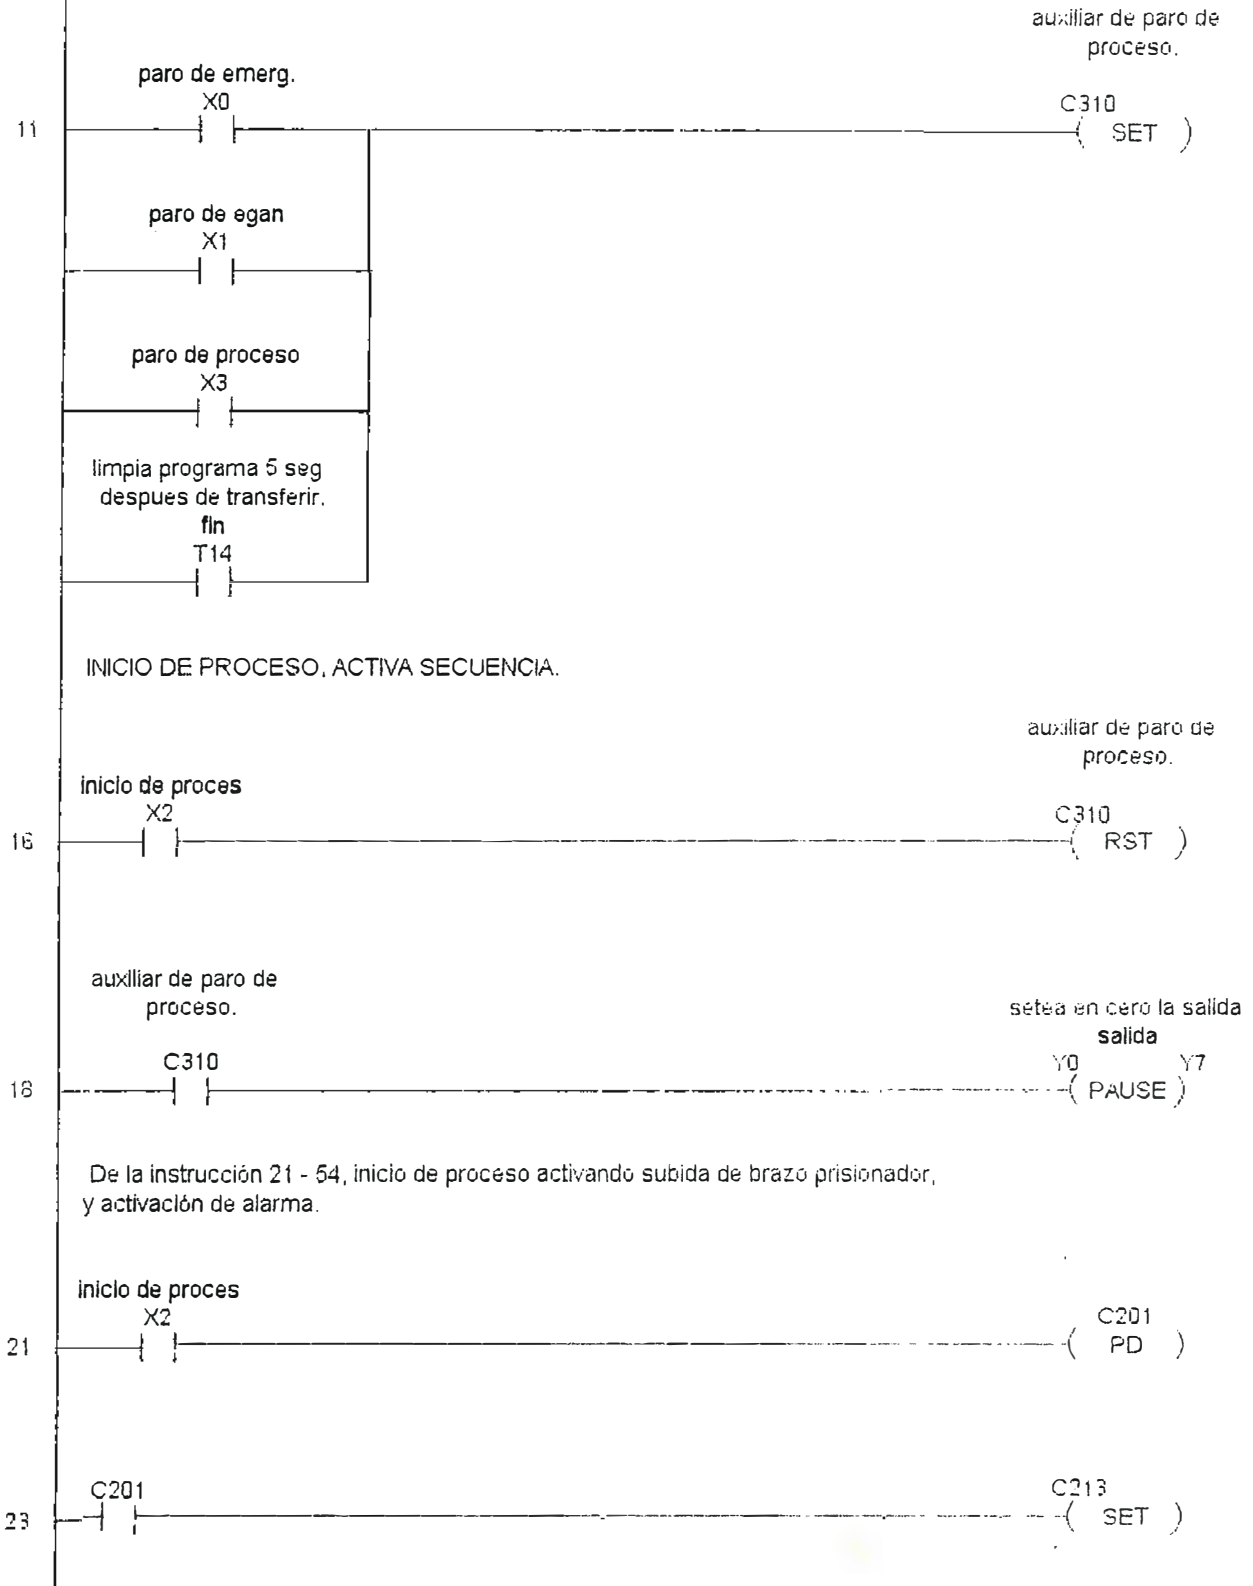 auxiliar de paro de
proceso.
paro de emerg.
X0
C310
11
SET
paro de egan
X1
paro de proceso
X3
limpia programa 5 seg
despues de transferir.
fin
T14
INICIO DE PROCESO, ACTIVA SECUENCIA.
auxiliar de paro de
proceso.
inicio de proces
X2
C310
16
RST
auxiliar de paro de
proceso.
setea en cero la salida
salida
C310
Y0 Y7
18
PAUSE
De la instrucción 21 - 54, inicio de proceso activando subida de brazo prisionador,
y activación de alarma.
inicio de proces
X2
C201
21
PD
C201
C213
23
SET